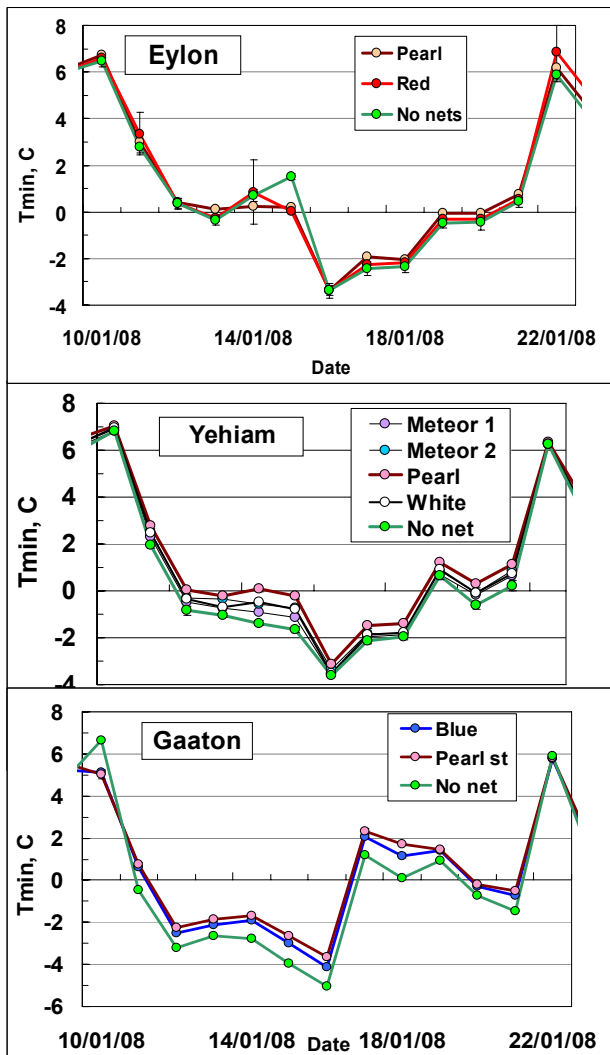 Eylon
Pearl
Red
No nets
Tmin, C
8
6
4
2
0
-2
-4
10/01/08 14/01/08 18/01/08 22/01/08
Date
Yehiam
Meteor 1
Meteor 2
Pearl
White
No net
Tmin, C
8
6
4
2
0
-2
-4
Gaaton
Blue
Pearl st
No net
Tmin, C
8
6
4
2
0
-2
-4
-6
10/01/08 14/01/08 18/01/08 22/01/08
Date